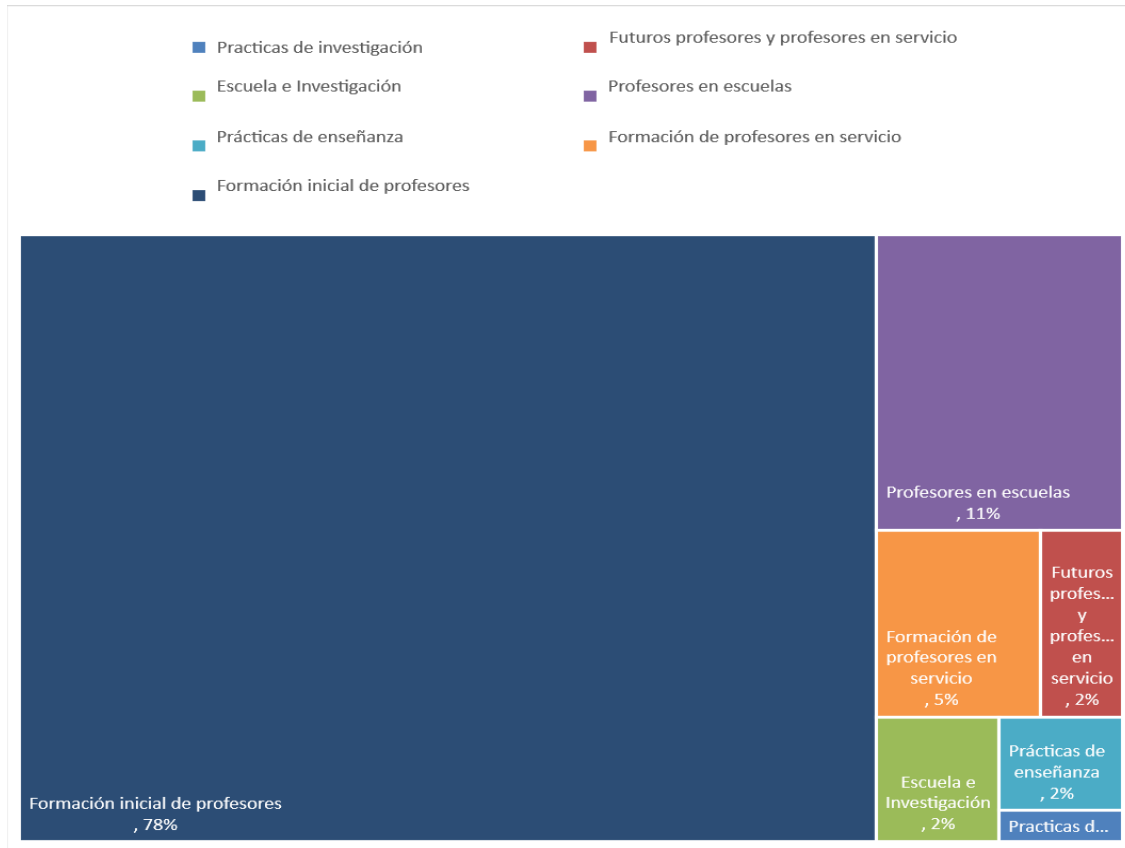 Practicas de investigación
Futuros profesores y profesores en servicio
Escuela e Investigación
Profesores en escuelas
Prácticas de enseñanza
Formación de profesores en servicio
Formación inicial de profesores
Formación inicial de profesores
, 78%
Profesores en escuelas
, 11%
Formación de
profesores en
servicio
, 5%
Futuros
profes...
y
profes...
en
servicio
, 2%
Escuela e
Investigación
, 2%
Prácticas de
enseñanza
, 2%
Practicas d...